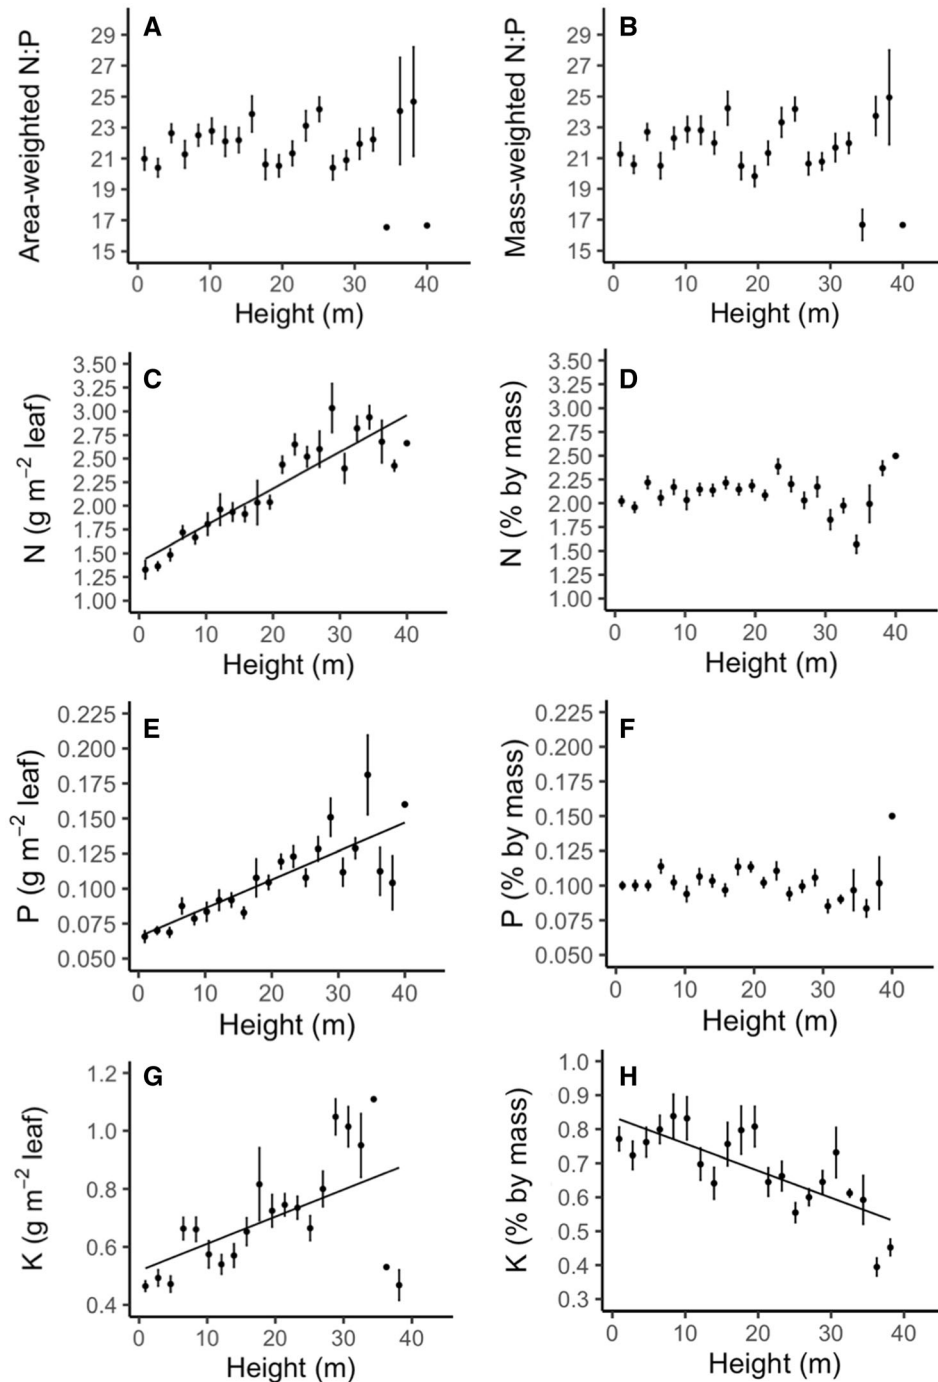 A
Area-weighted N:P
29
27
25
23
21
19
17
15
0 10 20 30 40
Height (m)
B
Mass-weighted N:P
29
27
25
23
21
19
17
15
0 10 20 30 40
Height (m)
C
N (g m⁻² leaf)
3.50
3.25
3.00
2.75
2.50
2.25
2.00
1.75
1.50
1.25
1.00
0 10 20 30 40
Height (m)
D
N (% by mass)
3.50
3.25
3.00
2.75
2.50
2.25
2.00
1.75
1.50
1.25
1.00
0 10 20 30 40
Height (m)
E
P (g m⁻² leaf)
0.225
0.200
0.175
0.150
0.125
0.100
0.075
0.050
0 10 20 30 40
Height (m)
F
P (% by mass)
0.225
0.200
0.175
0.150
0.125
0.100
0.075
0.050
0 10 20 30 40
Height (m)
G
K (g m⁻² leaf)
1.2
1.0
0.8
0.6
0.4
0 10 20 30 40
Height (m)
H
K (% by mass)
1.0
0.9
0.8
0.7
0.6
0.5
0.4
0.3
0 10 20 30 40
Height (m)